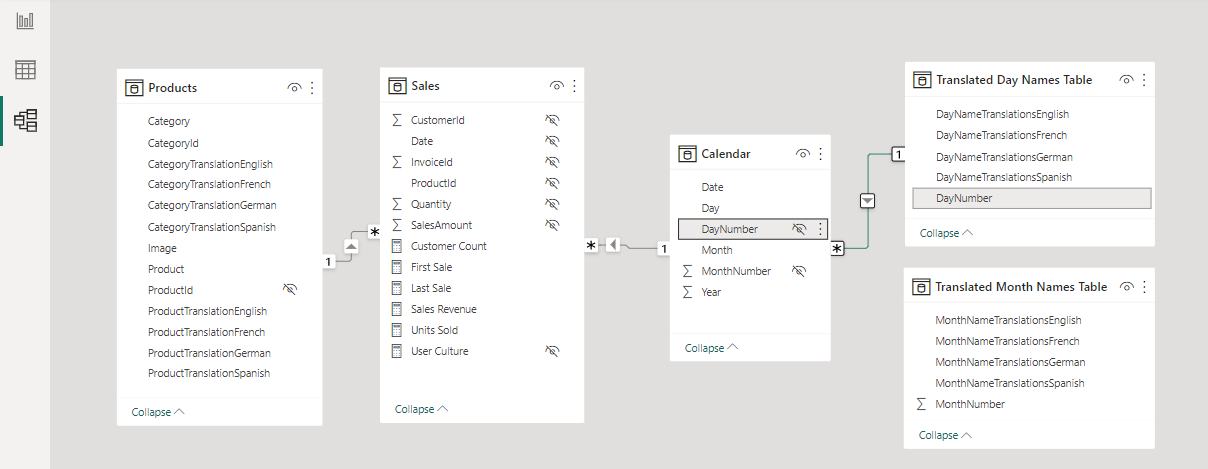 Products
Category
CategoryId
CategoryTranslationEnglish
CategoryTranslationFrench
CategoryTranslationGerman
CategoryTranslationSpanish
Image
Product
ProductId
ProductTranslationEnglish
ProductTranslationFrench
ProductTranslationGerman
ProductTranslationSpanish
Collapse
1
*
Sales
CustomerId
Date
InvoiceId
ProductId
Quantity
SalesAmount
Customer Count
First Sale
Last Sale
Sales Revenue
Units Sold
User Culture
Collapse
*
1
Calendar
Date
Day
DayNumber
Month
MonthNumber
Year
Collapse
*
1
Translated Day Names Table
DayNameTranslationsEnglish
DayNameTranslationsFrench
DayNameTranslationsGerman
DayNameTranslationsSpanish
DayNumber
Collapse
Translated Month Names Table
MonthNameTranslationsEnglish
MonthNameTranslationsFrench
MonthNameTranslationsGerman
MonthNameTranslationsSpanish
MonthNumber
Collapse